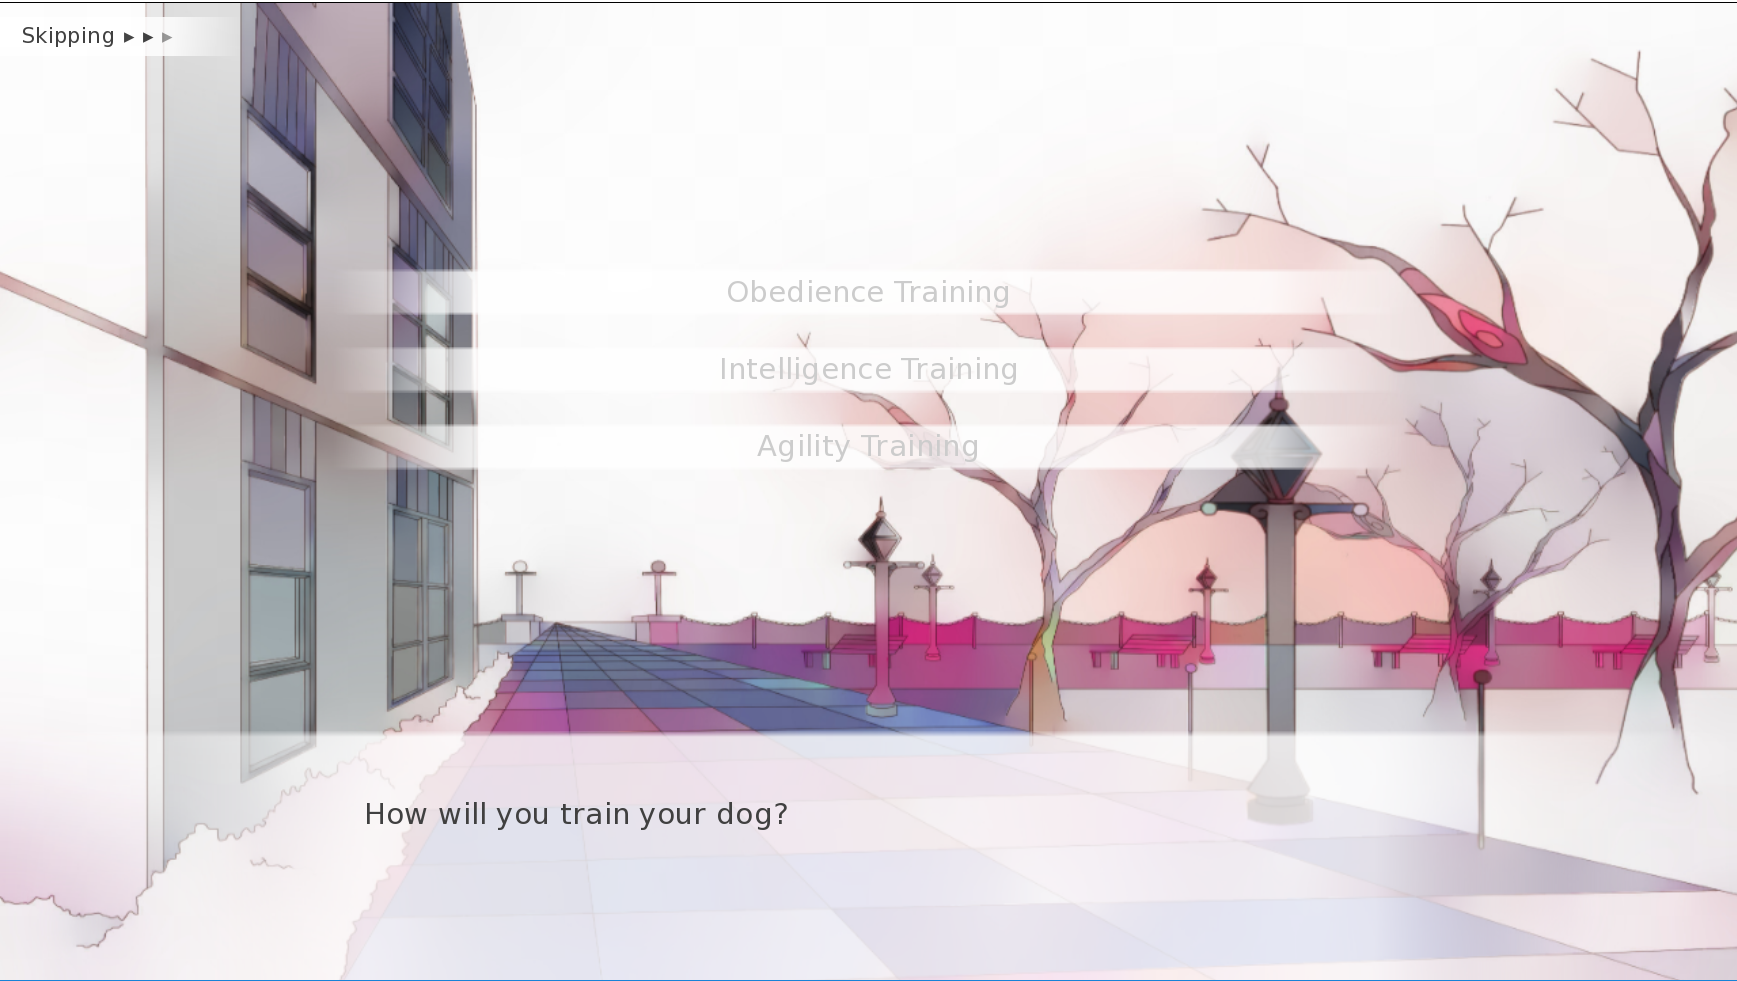 Skipping ▸ ▸ ▸
Obedience Training
Intelligence Training
Agility Training
How will you train your dog?